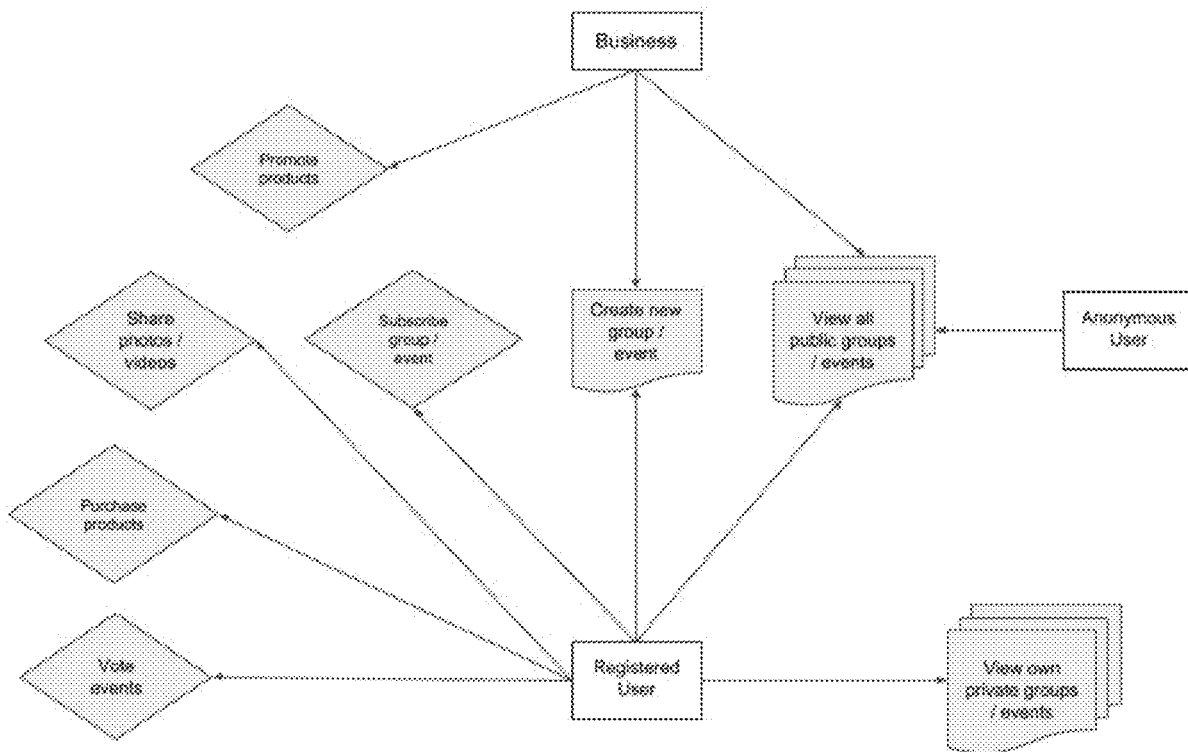 Business
Promote
products
Share
photos /
videos
Subscribe
group /
event
Create new
group /
event
View all
public groups
/ events
Anonymous
User
Purchase
products
Vote
events
Registered
User
View own
private groups
/ events